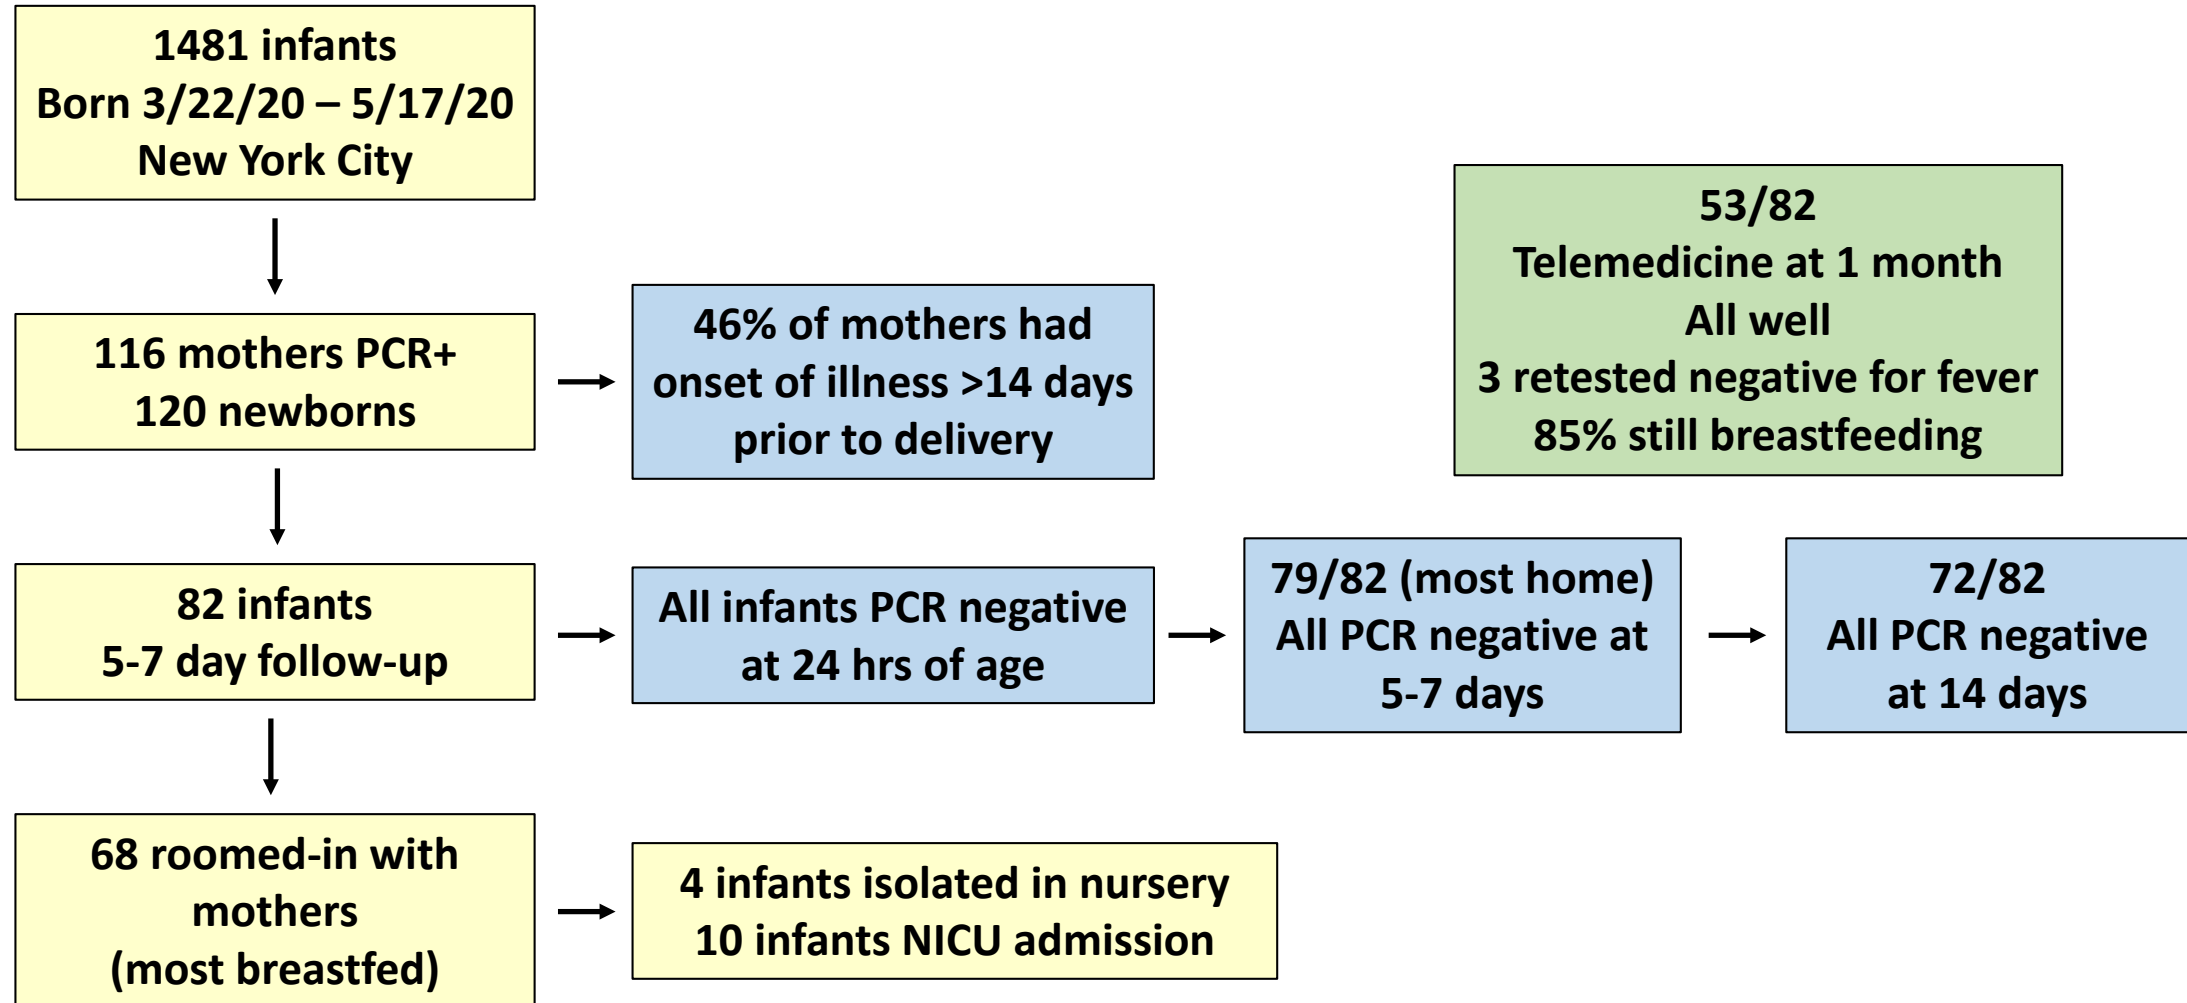 1481 infants
Born 3/22/20 – 5/17/20
New York City
116 mothers PCR+
120 newborns
46% of mothers had
onset of illness >14 days
prior to delivery
53/82
Telemedicine at 1 month
All well
3 retested negative for fever
85% still breastfeeding
82 infants
5-7 day follow-up
All infants PCR negative
at 24 hrs of age
79/82 (most home)
All PCR negative at
5-7 days
72/82
All PCR negative
at 14 days
68 roomed-in with
mothers
(most breastfed)
4 infants isolated in nursery
10 infants NICU admission